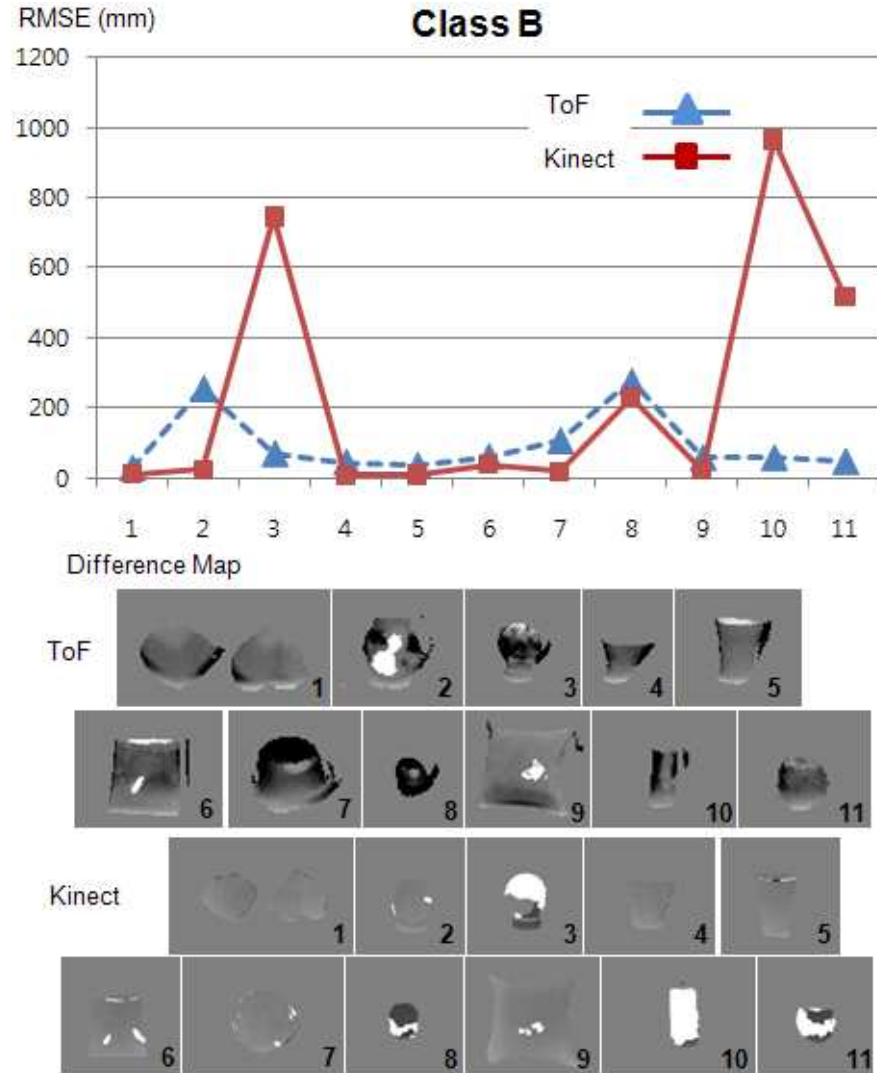 RMSE (mm)
Class B
1200
1000
800
600
400
200
0
ToF
Kinect
1 2 3 4 5 6 7 8 9 10 11
Difference Map
ToF
1 2 3 4 5
6 7 8 9 10 11
Kinect
1 2 3 4 5
6 7 8 9 10 11